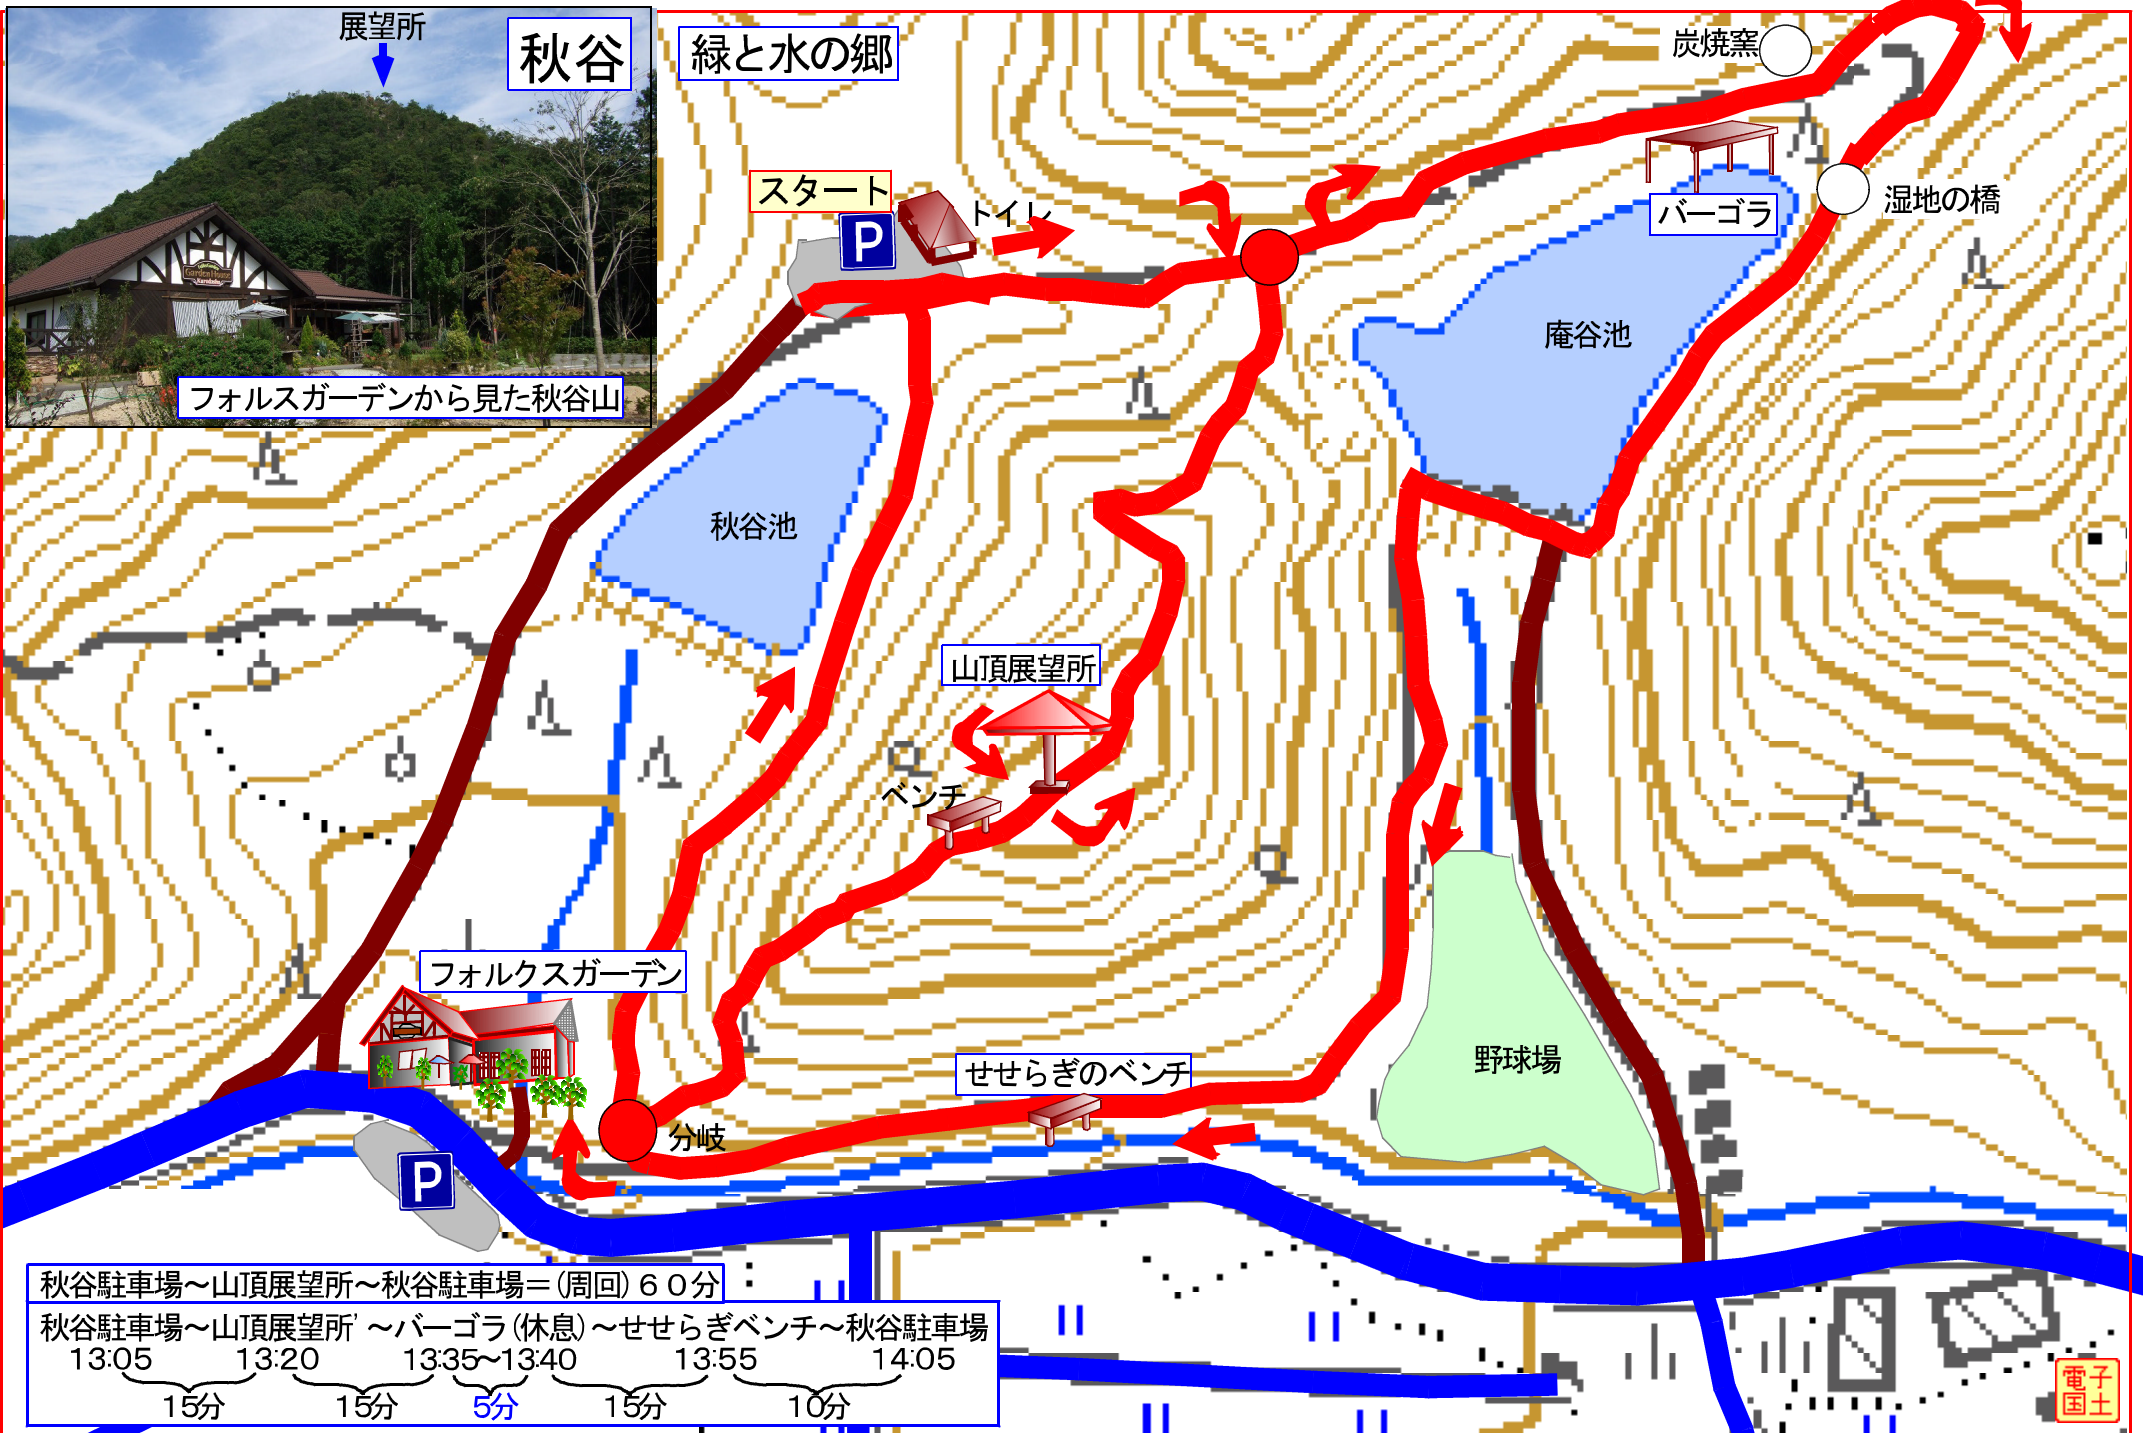 展望所
秋谷
緑と水の郷
フォルスガーデンから見た秋谷山
スタート
P
トイレ
炭焼窯
バーゴラ
湿地の橋
庵谷池
秋谷池
山頂展望所
ベンチ
フォルクスガーデン
せせらぎのベンチ
野球場
分岐
P
秋谷駐車場～山頂展望所～秋谷駐車場＝(周回)６０分
秋谷駐車場～山頂展望所'～バーゴラ(休息)～せせらぎベンチ～秋谷駐車場
13:05 13:20 13:35～13:40 13:55 14:05
15分 15分 5分 15分 10分
電子
国土